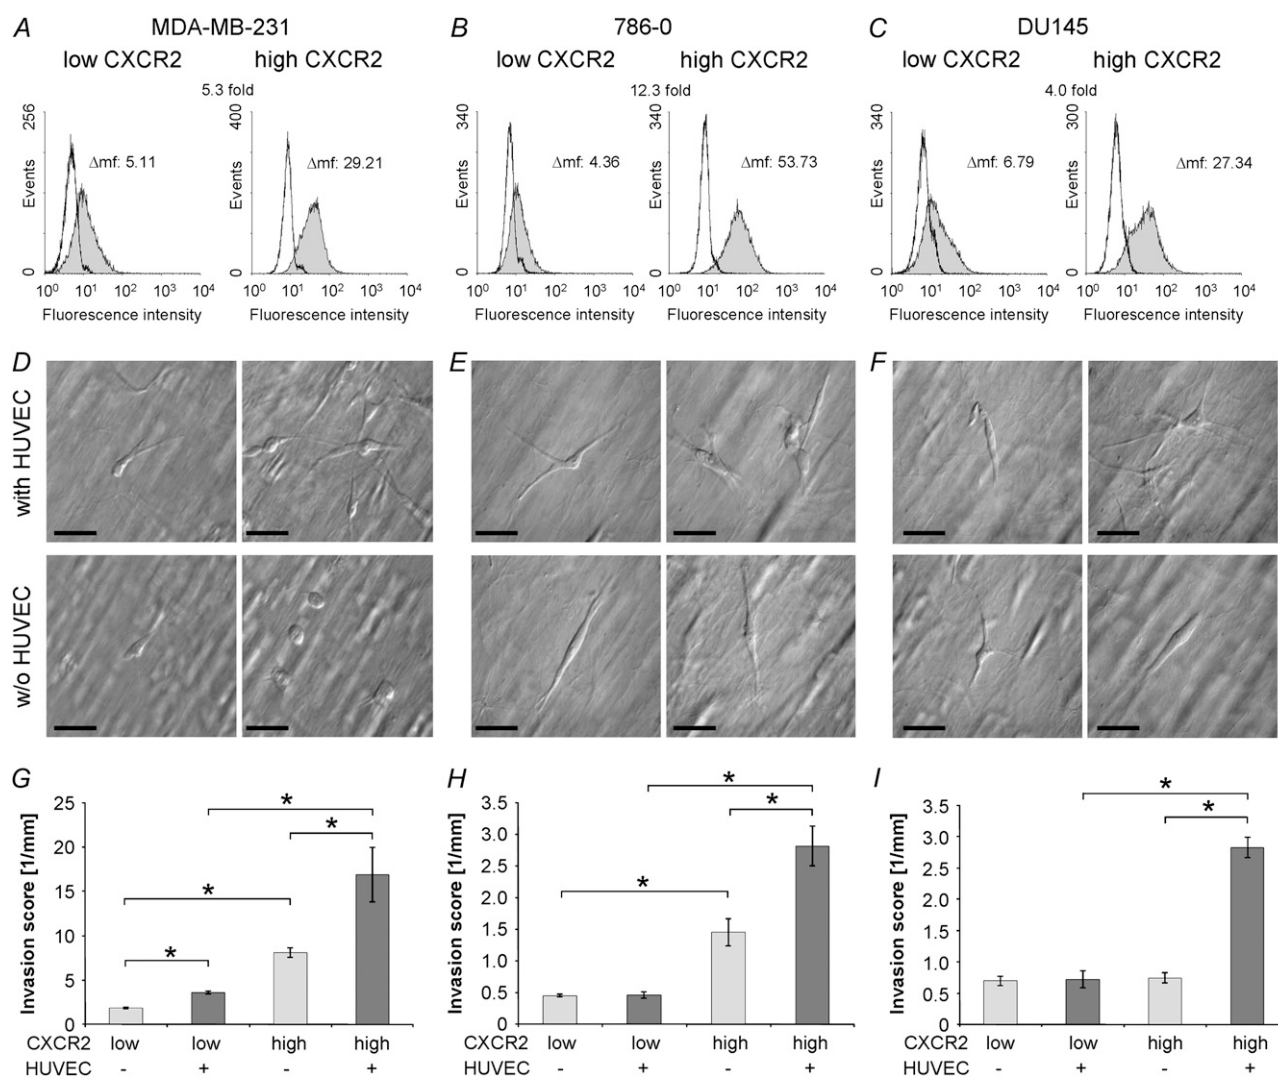 A MDA-MB-231 B 786-0 C DU145
low CXCR2 high CXCR2 low CXCR2 high CXCR2 low CXCR2 high CXCR2
5.3 fold 12.3 fold 4.0 fold
256 400 340 340 340 300
Δmf: 5.11 Δmf: 29.21 Δmf: 4.36 Δmf: 53.73 Δmf: 6.79 Δmf: 27.34
Events Events Events Events Events Events
0 0 0 0 0 0
10⁰ 10¹ 10² 10³ 10⁴ 10⁰ 10¹ 10² 10³ 10⁴ 10⁰ 10¹ 10² 10³ 10⁴ 10⁰ 10¹ 10² 10³ 10⁴ 10⁰ 10¹ 10² 10³ 10⁴ 10⁰ 10¹ 10² 10³ 10⁴
Fluorescence intensity Fluorescence intensity Fluorescence intensity Fluorescence intensity Fluorescence intensity Fluorescence intensity
D E F
with HUVEC
w/o HUVEC
G
Invasion score [1/mm]
25
20
15
10
5
0
* * * *
CXCR2 low low high high
HUVEC - + - +
H
Invasion score [1/mm]
3.5
3.0
2.5
2.0
1.5
1.0
0.5
0
* * *
low low high high
- + - +
I
Invasion score [1/mm]
3.5
3.0
2.5
2.0
1.5
1.0
0.5
0
* *
low low high high
- + - +